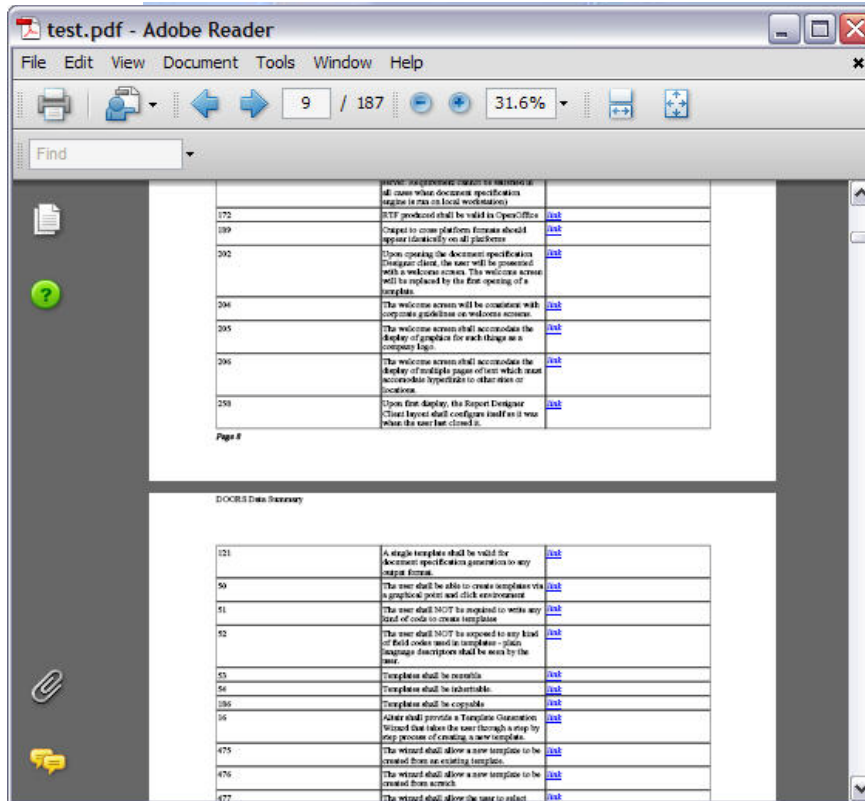 test.pdf - Adobe Reader
File Edit View Document Tools Window Help
9 / 187 31.6%
Find
server. Requirement cannot be satisfied in
all cases when document specification
engine is run on local workstation)
172 RTF produced shall be valid in OpenOffice link
189 Output to cross platform formats should link
appear identically on all platforms
202 Upon opening the document specification link
Designer client, the user will be presented
with a welcome screen. The welcome screen
will be replaced by the first opening of a
template.
204 The welcome screen will be consistent with link
corporate guidelines on welcome screens.
205 The welcome screen shall accomodate the link
display of graphics for such things as a
company logo.
206 The welcome screen shall accomodate the link
display of multiple pages of text which must
accomodate hyperlinks to other sites or
locations.
258 Upon first display, the Report Designer link
Client layout shall configure itself as it was
when the user last closed it.
Page 8
DOORS Data Summary
121 A single template shall be valid for link
document specification generation to any
output format.
50 The user shall be able to create templates via link
a graphical point and click environment
51 The user shall NOT be required to write any link
kind of code to create templates
52 The user shall NOT be exposed to any kind link
of field codes used in templates - plain
language descriptors shall be seen by the
user.
53 Templates shall be reusable link
54 Templates shall be inheritable. link
186 Templates shall be copyable link
16 Altair shall provide a Template Generation link
Wizard that takes the user through a step by
step process of creating a new template.
475 The wizard shall allow a new template to be link
created from an existing template.
476 The wizard shall allow a new template to be link
created from scratch
477 The wizard shall allow the user to select link